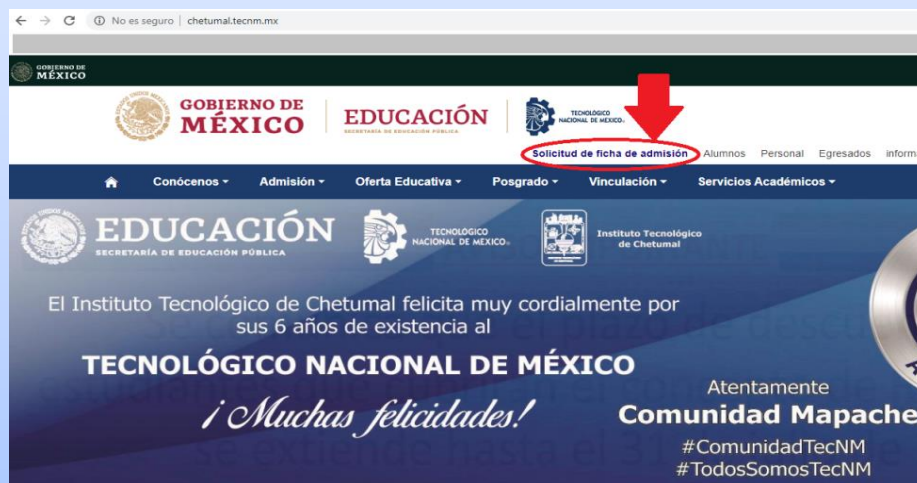 No es seguro | chetumal.tecnm.mx
GOBIERNO DE
MÉXICO
GOBIERNO DE
MÉXICO
EDUCACIÓN
SECRETARÍA DE EDUCACIÓN PÚBLICA
TECNOLÓGICO
NACIONAL DE MÉXICO
Solicitud de ficha de admisión Alumnos Personal Egresados inform
Conócenos Admisión Oferta Educativa Posgrado Vinculación Servicios Académicos
EDUCACIÓN
SECRETARÍA DE EDUCACIÓN PÚBLICA
TECNOLÓGICO
NACIONAL DE MÉXICO
Instituto Tecnológico
de Chetumal
El Instituto Tecnológico de Chetumal felicita muy cordialmente por
sus 6 años de existencia al
TECNOLÓGICO NACIONAL DE MÉXICO
¡Muchas felicidades!
Atentamente
Comunidad Mapache
#ComunidadTecNM
#TodosSomosTecNM